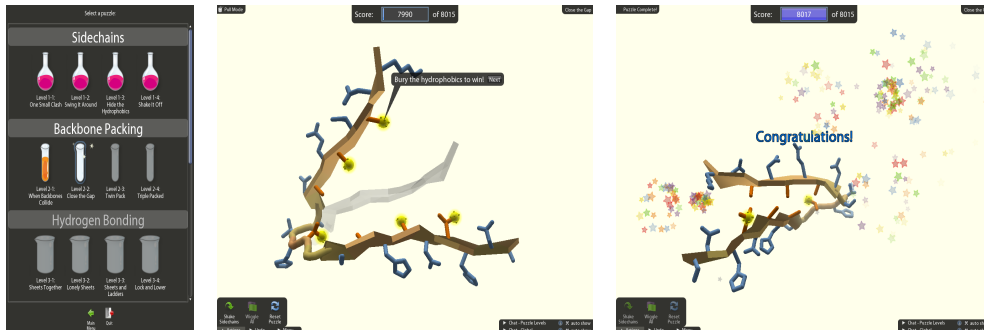 Select a puzzle:
Sidechains
Level 1-1:
One Small Clash
Level 1-2:
Swing It Around
Level 1-3:
Hide the
Hydrophobics
Level 1-4:
Shake It Off
Backbone Packing
Level 2-1:
When Backbones
Collide
Level 2-2:
Close the Gap
Level 2-3:
Twin Pack
Level 2-4:
Triple Packed
Hydrogen Bonding
Level 3-1:
Sheets Together
Level 3-2:
Lonely Sheets
Level 3-3:
Sheets and
Ladders
Level 3-4:
Lock and Lower
Main
Menu
Quit
Pull Mode
Score: 7990 of 8015
Close the Gap
Bury the hydrophobics to win! Next
Shake
Sidechains
Wiggle
All
Reset
Puzzle
Chat - Puzzle Levels
auto show
Puzzle Complete!
Score: 8017 of 8015
Close the
Congratulations!
Shake
Sidechains
Wiggle
All
Reset
Puzzle
Chat - Puzzle Levels
auto show